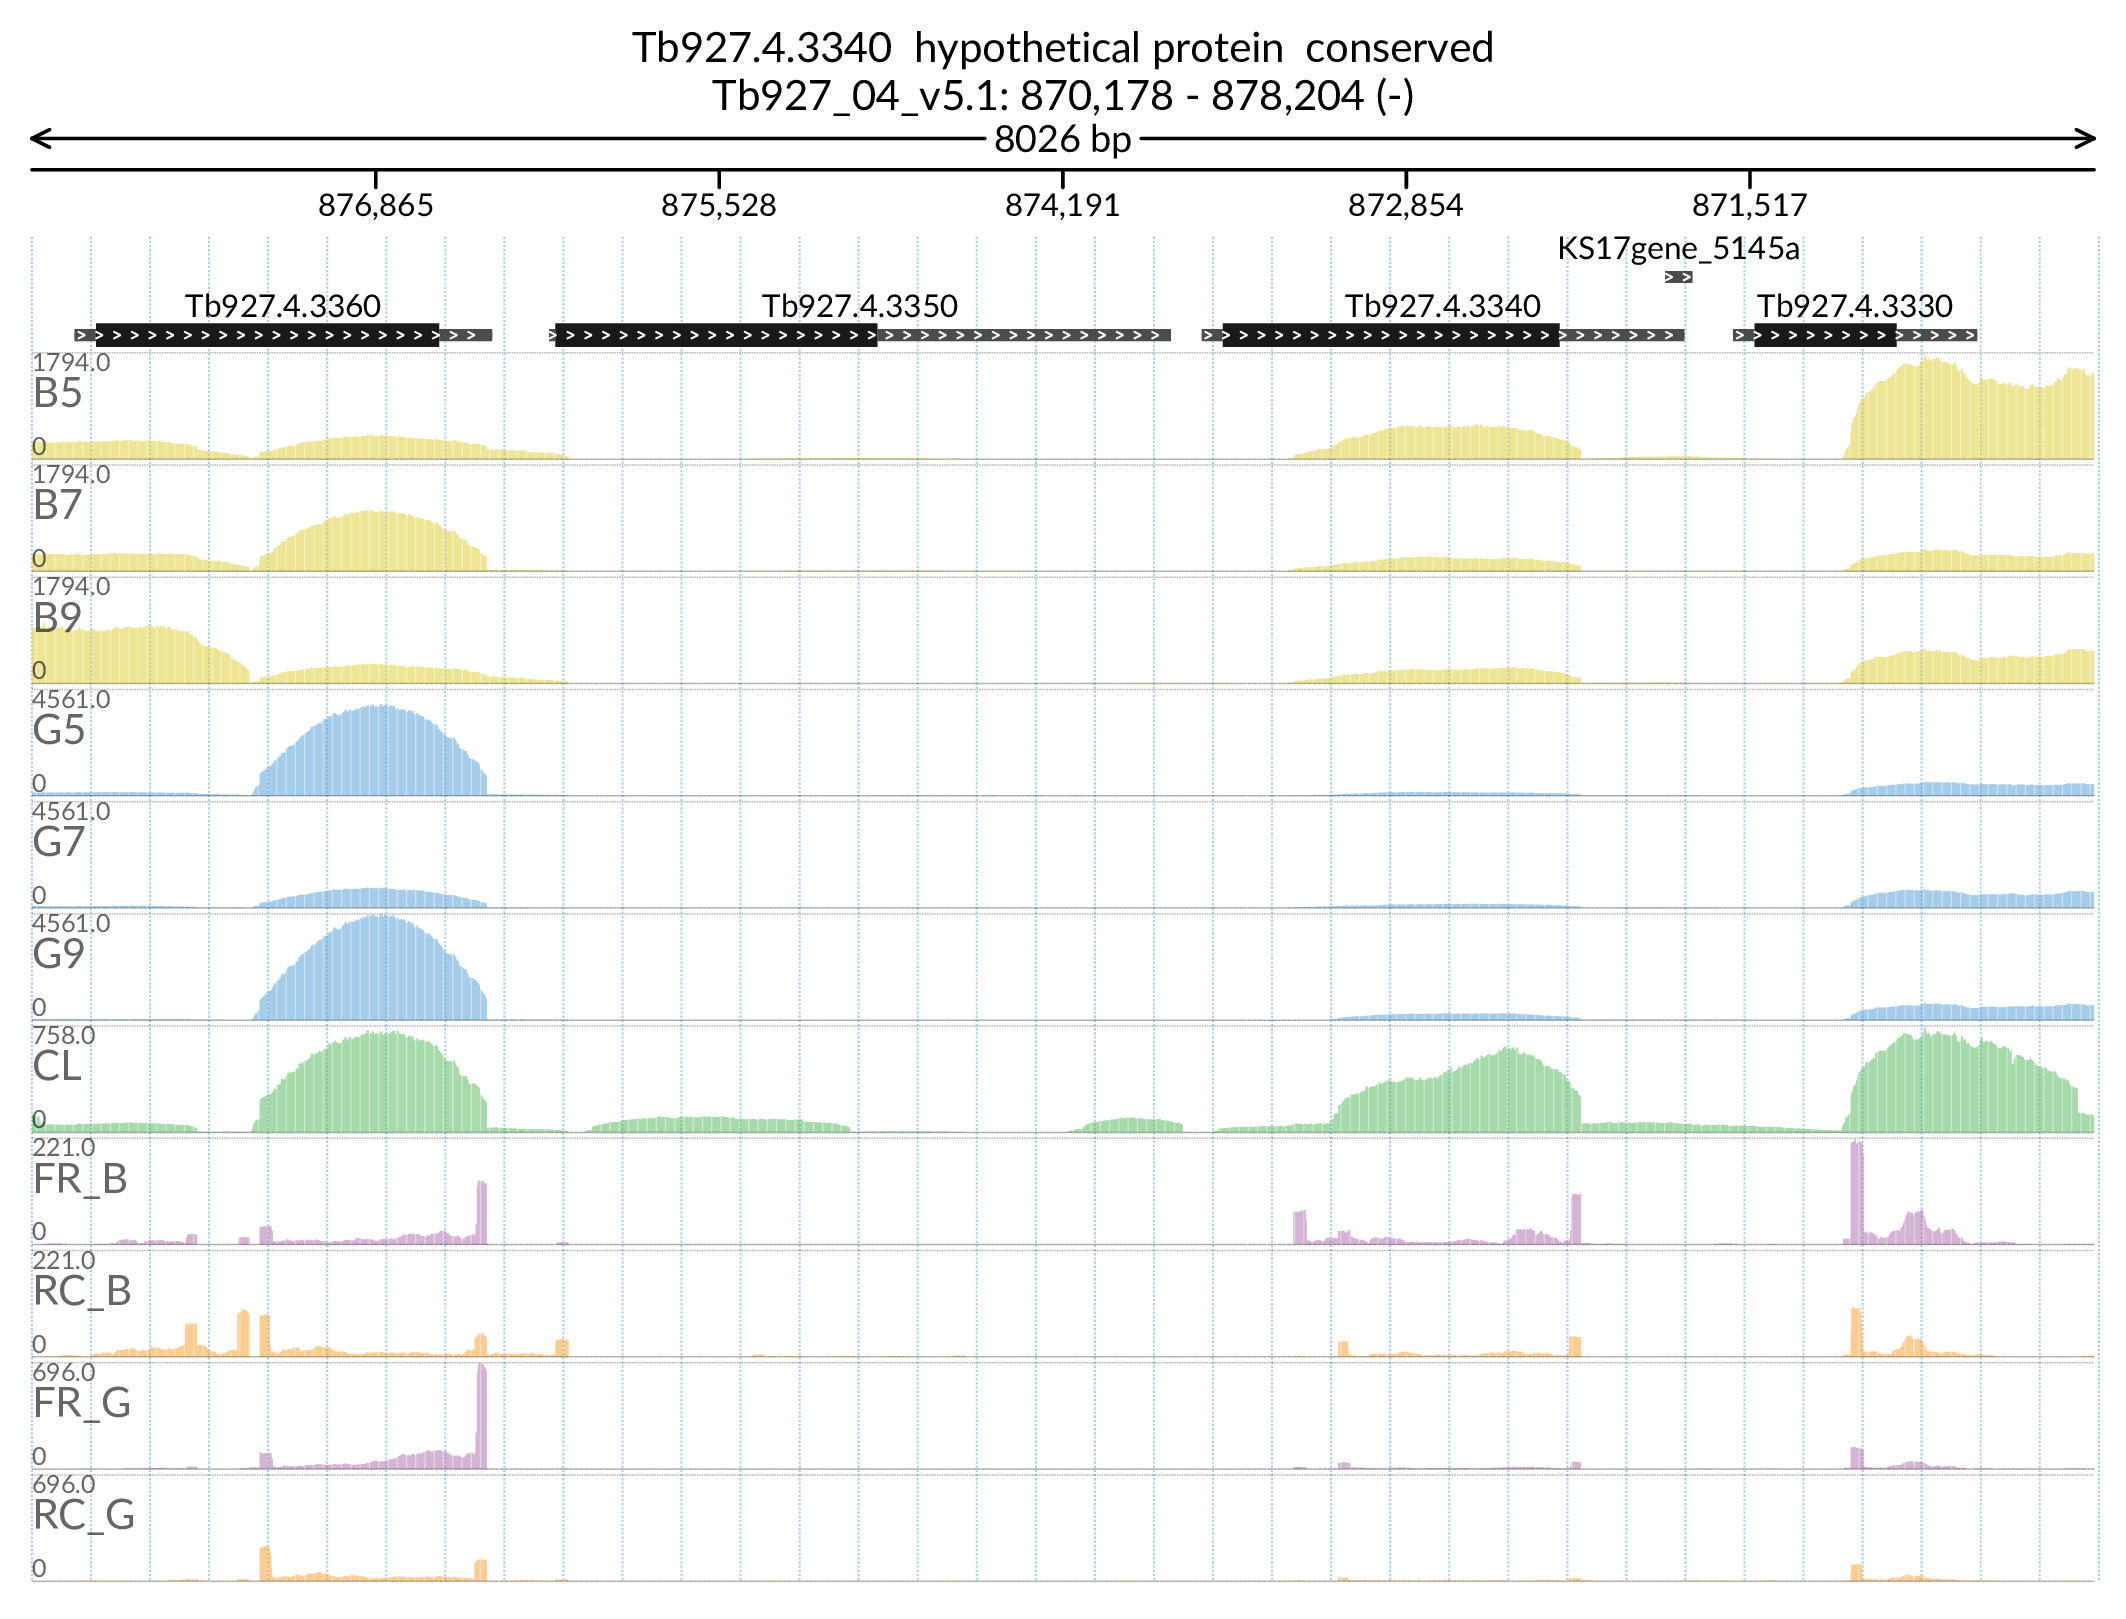 Tb927.4.3340  hypothetical protein  conserved
Tb927_04_v5.1: 870,178 - 878,204 (-)
8026 bp
876,865 875,528 874,191 872,854 871,517
KS17gene_5145a
Tb927.4.3360 Tb927.4.3350 Tb927.4.3340 Tb927.4.3330
1794.0
B5
0
1794.0
B7
0
1794.0
B9
0
4561.0
G5
0
4561.0
G7
0
4561.0
G9
0
758.0
CL
0
221.0
FR_B
0
221.0
RC_B
0
696.0
FR_G
0
696.0
RC_G
0